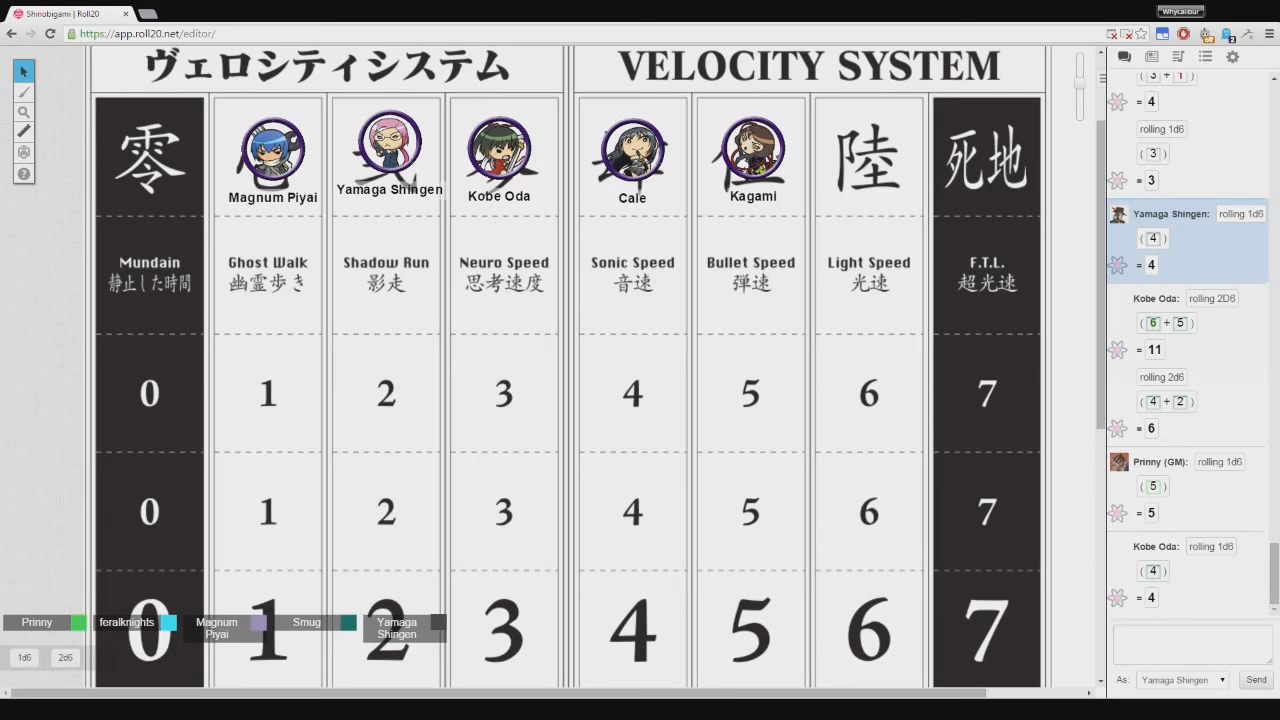 Shinobigami | Roll20
Whycalibur
https://app.roll20.net/editor/
ヴェロシティシステム
VELOCITY SYSTEM
零
陸
死地
Magnum Piyai
Yamaga Shingen
Kobe Oda
Cale
Kagami
Mundain
静止した時間
Ghost Walk
幽霊歩き
Shadow Run
影走
Neuro Speed
思考速度
Sonic Speed
音速
Bullet Speed
弾速
Light Speed
光速
F.T.L.
超光速
0 1 2 3 4 5 6 7
0 1 2 3 4 5 6 7
0 1 2 3 4 5 6 7
Prinny
feralknights
Magnum
Piyai
Smug
Yamaga
Shingen
1d6
2d6
( 3 + 1 )
= 4
rolling 1d6
( 3 )
= 3
Yamaga Shingen: rolling 1d6
( 4 )
= 4
Kobe Oda: rolling 2D6
( 6 + 5 )
= 11
rolling 2d6
( 4 + 2 )
= 6
Prinny (GM): rolling 1d6
( 5 )
= 5
Kobe Oda: rolling 1d6
( 4 )
= 4
As: Yamaga Shingen
Send